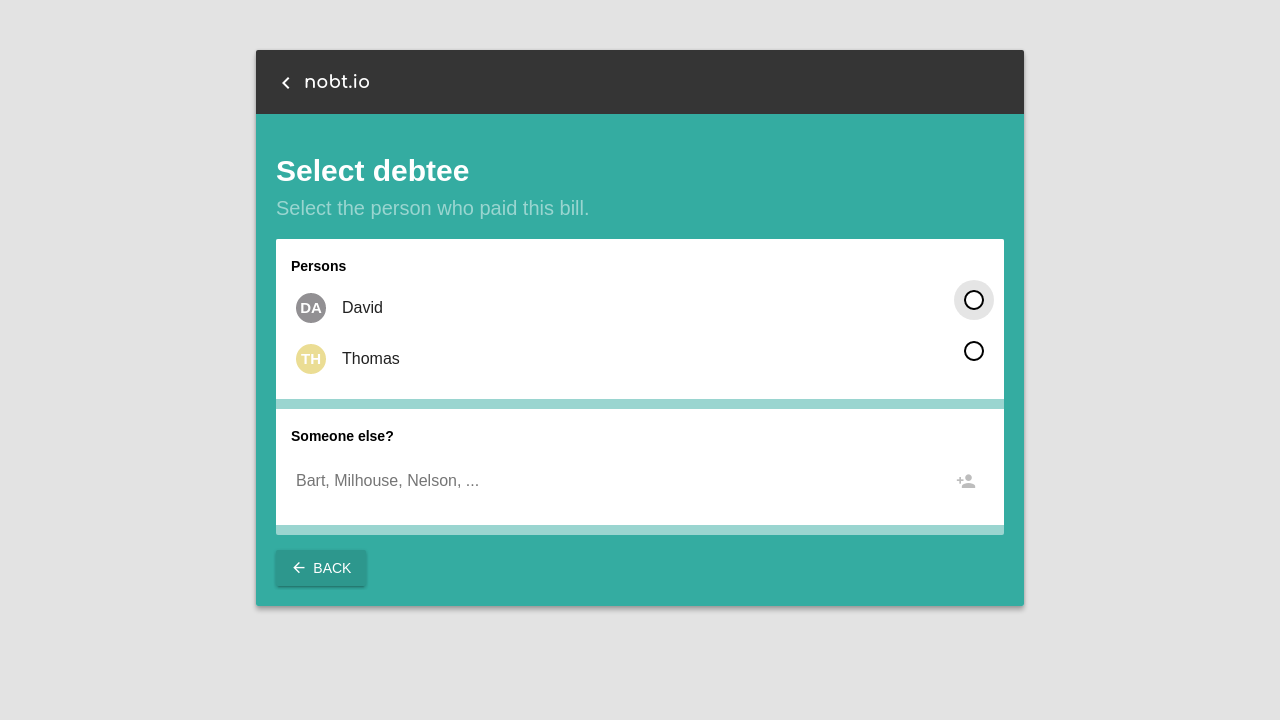 nobt.io
Select debtee
Select the person who paid this bill.
Persons
DA David
TH Thomas
Someone else?
Bart, Milhouse, Nelson, ...
BACK